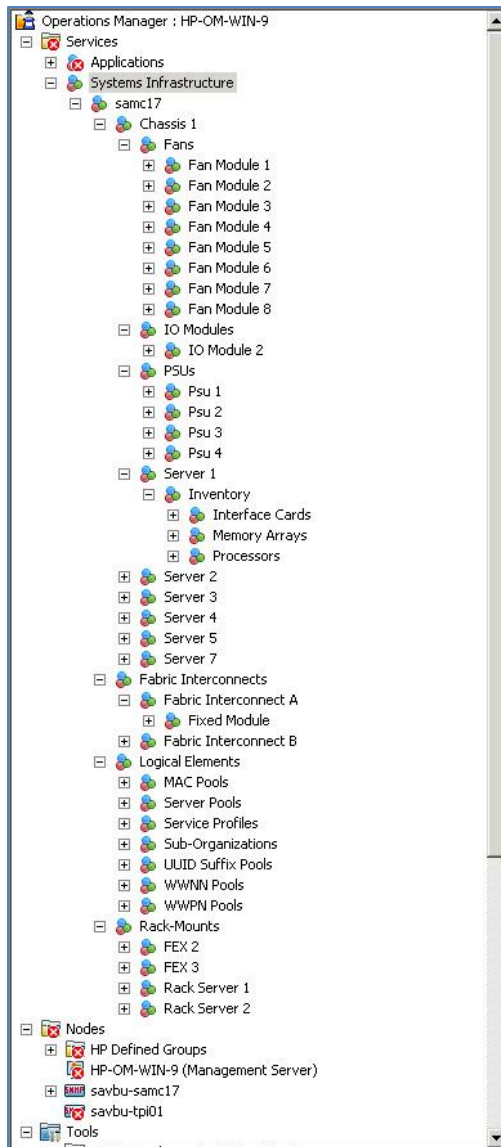 Operations Manager : HP-OM-WIN-9
Services
Applications
Systems Infrastructure
samc17
Chassis 1
Fans
Fan Module 1
Fan Module 2
Fan Module 3
Fan Module 4
Fan Module 5
Fan Module 6
Fan Module 7
Fan Module 8
IO Modules
IO Module 2
PSUs
Psu 1
Psu 2
Psu 3
Psu 4
Server 1
Inventory
Interface Cards
Memory Arrays
Processors
Server 2
Server 3
Server 4
Server 5
Server 7
Fabric Interconnects
Fabric Interconnect A
Fixed Module
Fabric Interconnect B
Logical Elements
MAC Pools
Server Pools
Service Profiles
Sub-Organizations
UUID Suffix Pools
WWNN Pools
WWPN Pools
Rack-Mounts
FEX 2
FEX 3
Rack Server 1
Rack Server 2
Nodes
HP Defined Groups
HP-OM-WIN-9 (Management Server)
SNMP savbu-samc17
savbu-tpi01
Tools